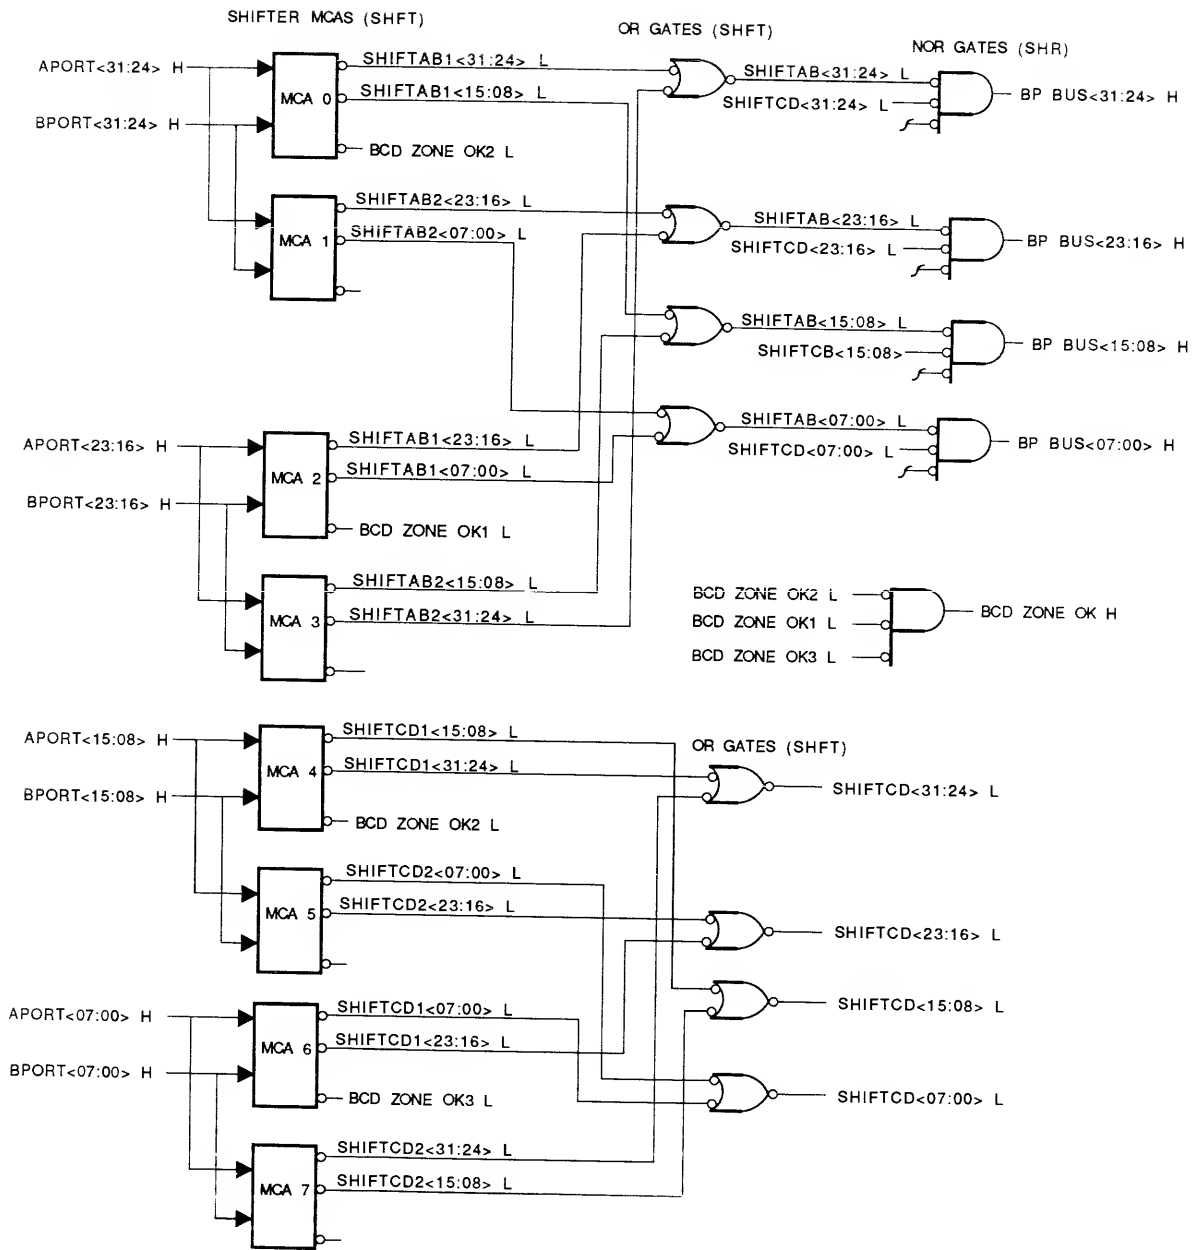 SHIFTER MCAS (SHFT)
OR GATES (SHFT)
NOR GATES (SHR)
APORT<31:24> H
BPORT<31:24> H
MCA 0
SHIFTAB1<31:24> L
SHIFTAB1<15:08> L
BCD ZONE OK2 L
SHIFTAB<31:24> L
SHIFTCD<31:24> L
BP BUS<31:24> H
MCA 1
SHIFTAB2<23:16> L
SHIFTAB2<07:00> L
SHIFTAB<23:16> L
SHIFTCD<23:16> L
BP BUS<23:16> H
SHIFTAB<15:08> L
SHIFTCB<15:08>
BP BUS<15:08> H
APORT<23:16> H
BPORT<23:16> H
MCA 2
SHIFTAB1<23:16> L
SHIFTAB1<07:00> L
BCD ZONE OK1 L
SHIFTAB<07:00> L
SHIFTCD<07:00> L
BP BUS<07:00> H
MCA 3
SHIFTAB2<15:08> L
SHIFTAB2<31:24> L
BCD ZONE OK2 L
BCD ZONE OK1 L
BCD ZONE OK3 L
BCD ZONE OK H
APORT<15:08> H
BPORT<15:08> H
MCA 4
SHIFTCD1<15:08> L
SHIFTCD1<31:24> L
BCD ZONE OK2 L
OR GATES (SHFT)
SHIFTCD<31:24> L
MCA 5
SHIFTCD2<07:00> L
SHIFTCD2<23:16> L
SHIFTCD<23:16> L
APORT<07:00> H
BPORT<07:00> H
MCA 6
SHIFTCD1<07:00> L
SHIFTCD1<23:16> L
BCD ZONE OK3 L
SHIFTCD<15:08> L
SHIFTCD<07:00> L
MCA 7
SHIFTCD2<31:24> L
SHIFTCD2<15:08> L